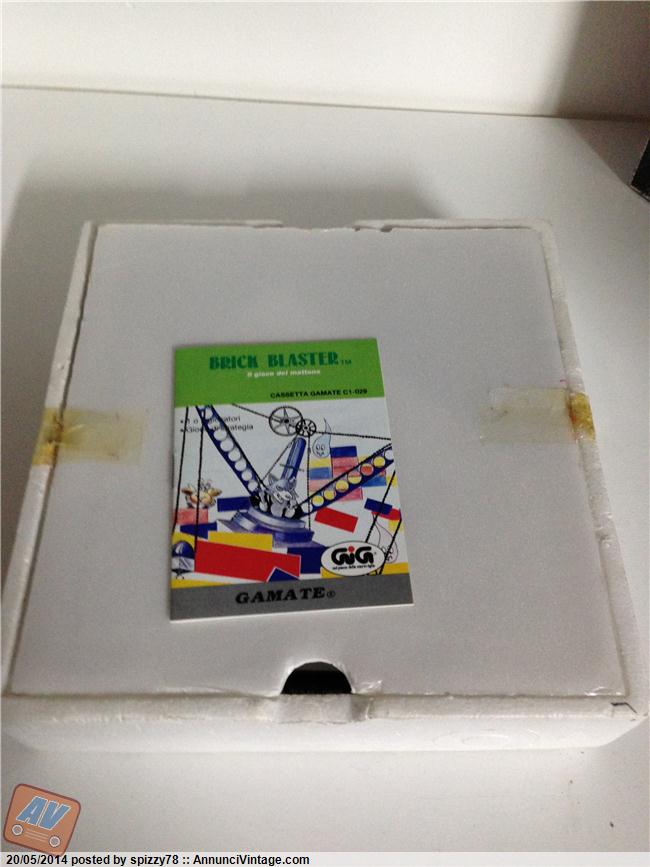 BRICK BLASTER TM
il gioco del mattone
CASSETTA GAMATE C1-029
GiG
GAMATE®
AV
20/05/2014 posted by spizzy78 :: AnnunciVintage.com